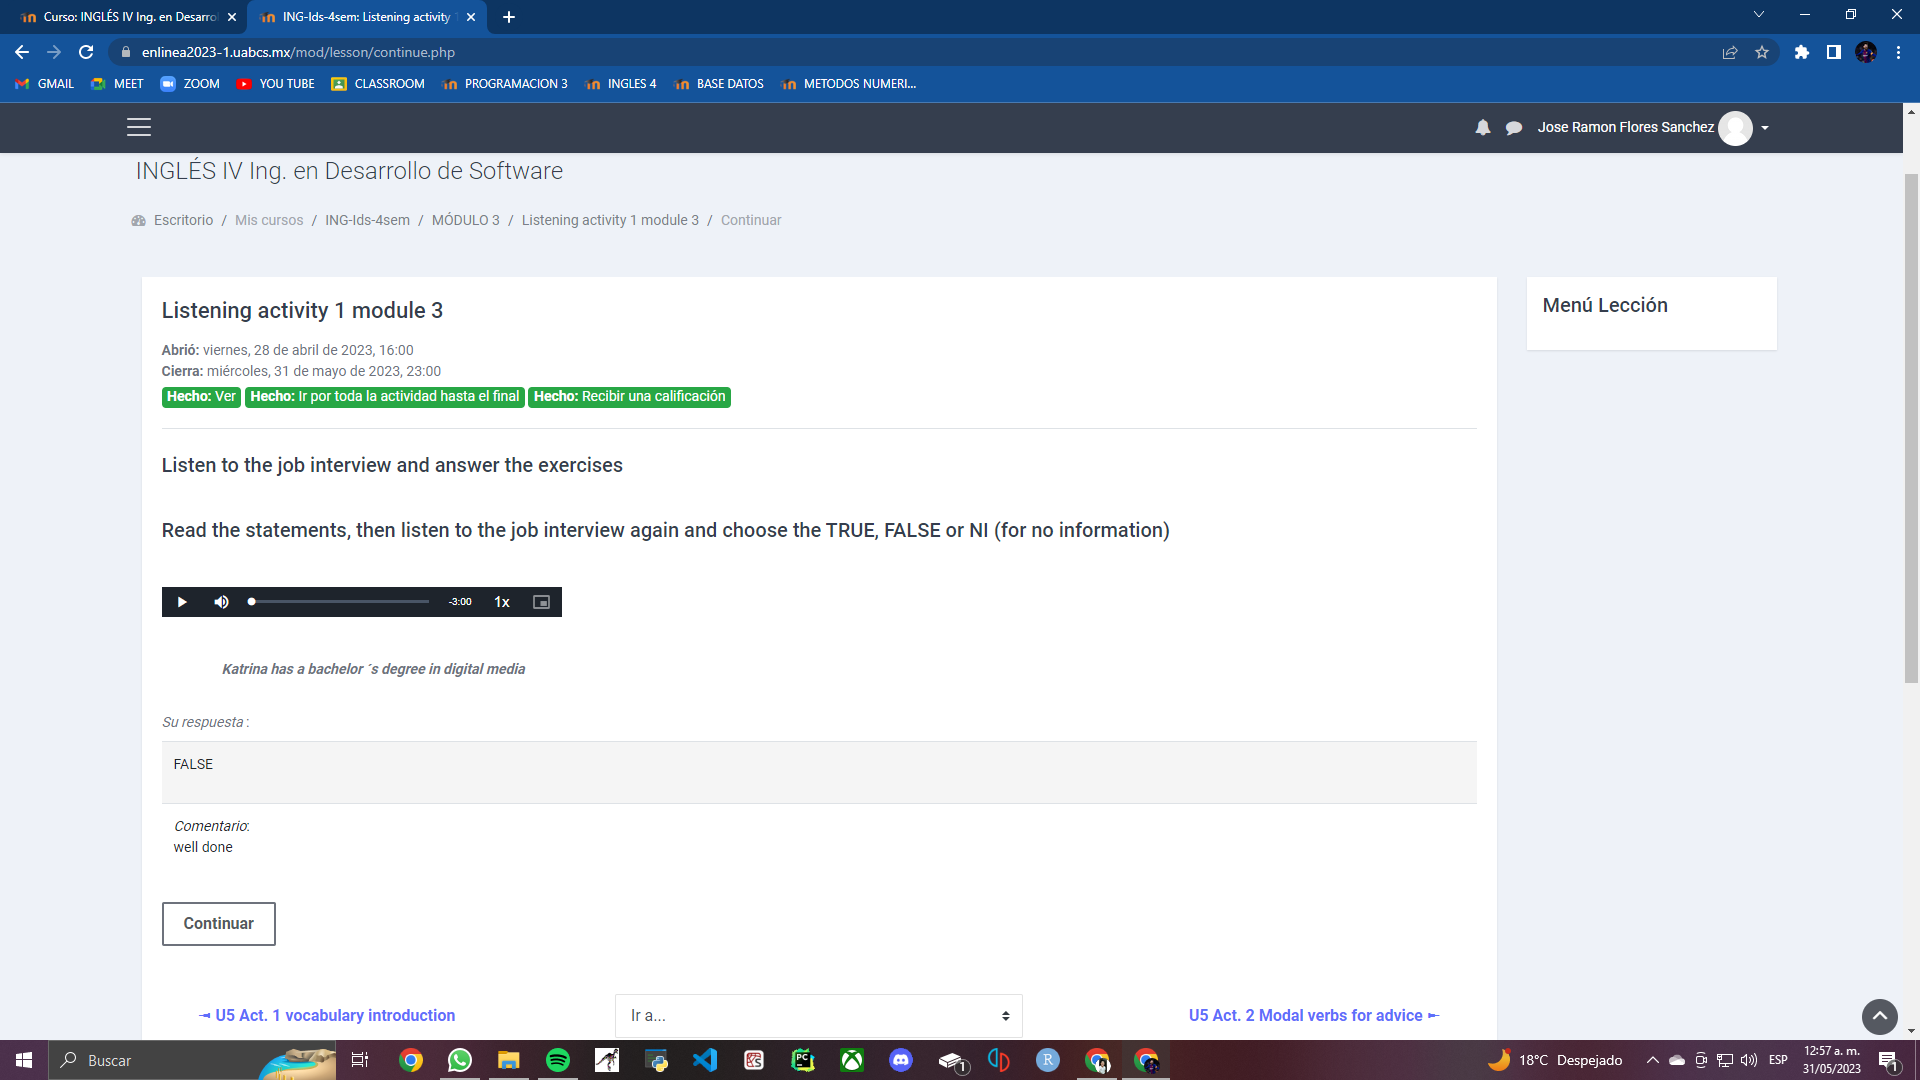 Curso: INGLÉS IV Ing. en Desarrol
ING-Ids-4sem: Listening activity 1
enlinea2023-1.uabcs.mx/mod/lesson/continue.php
GMAIL
MEET
ZOOM
YOU TUBE
CLASSROOM
PROGRAMACION 3
INGLES 4
BASE DATOS
METODOS NUMERI...
Jose Ramon Flores Sanchez
INGLÉS IV Ing. en Desarrollo de Software
Escritorio / Mis cursos / ING-Ids-4sem / MÓDULO 3 / Listening activity 1 module 3 / Continuar
Listening activity 1 module 3
Abrió: viernes, 28 de abril de 2023, 16:00
Cierra: miércoles, 31 de mayo de 2023, 23:00
Hecho: Ver Hecho: Ir por toda la actividad hasta el final Hecho: Recibir una calificación
Menú Lección
Listen to the job interview and answer the exercises
Read the statements, then listen to the job interview again and choose the TRUE, FALSE or NI (for no information)
-3:00 1x
Katrina has a bachelor ´s degree in digital media
Su respuesta :
FALSE
Comentario:
well done
Continuar
◄ U5 Act. 1 vocabulary introduction
Ir a...
U5 Act. 2 Modal verbs for advice ►
Buscar
PC
R
1
18°C Despejado
ESP
12:57 a. m.
31/05/2023
1